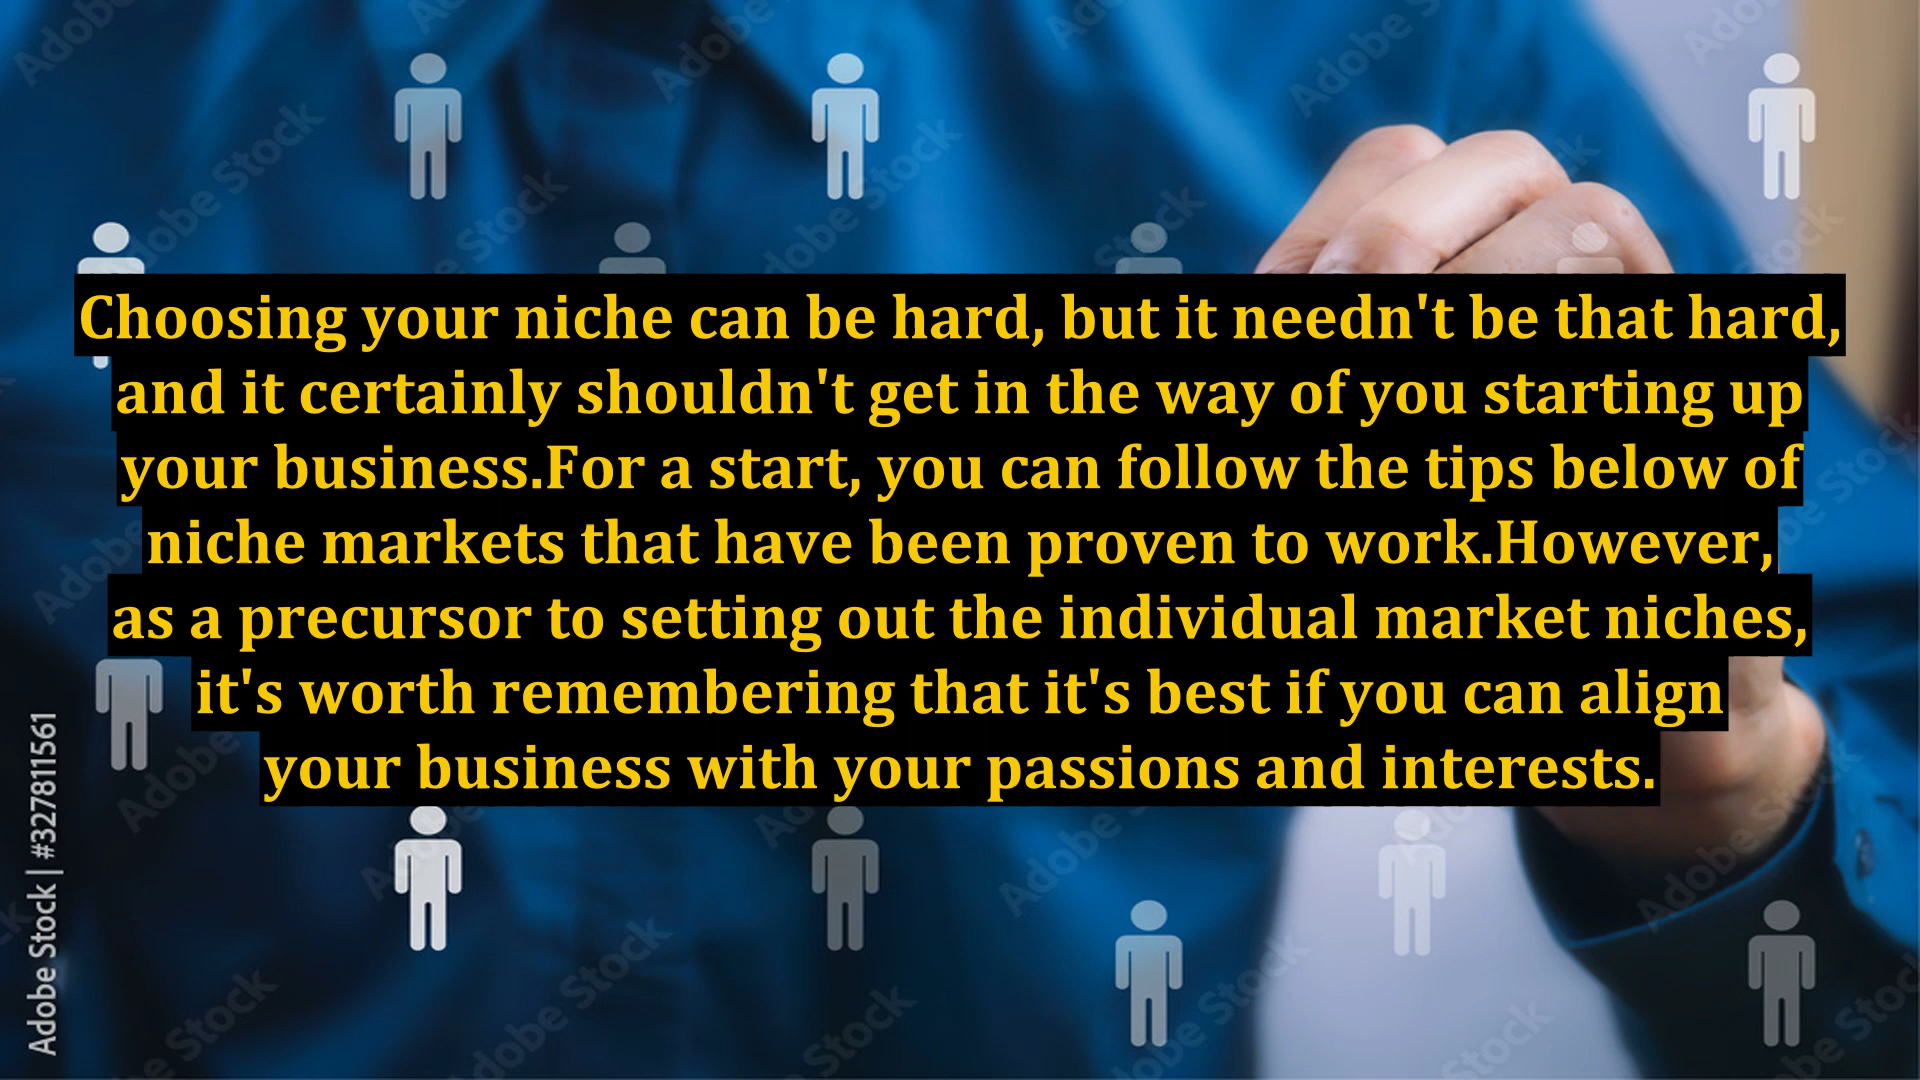 Choosing your niche can be hard, but it needn't be that hard,
and it certainly shouldn't get in the way of you starting up
your business.For a start, you can follow the tips below of
niche markets that have been proven to work.However,
as a precursor to setting out the individual market niches,
it's worth remembering that it's best if you can align
your business with your passions and interests.
Adobe Stock | #327811561
Adobe Stock